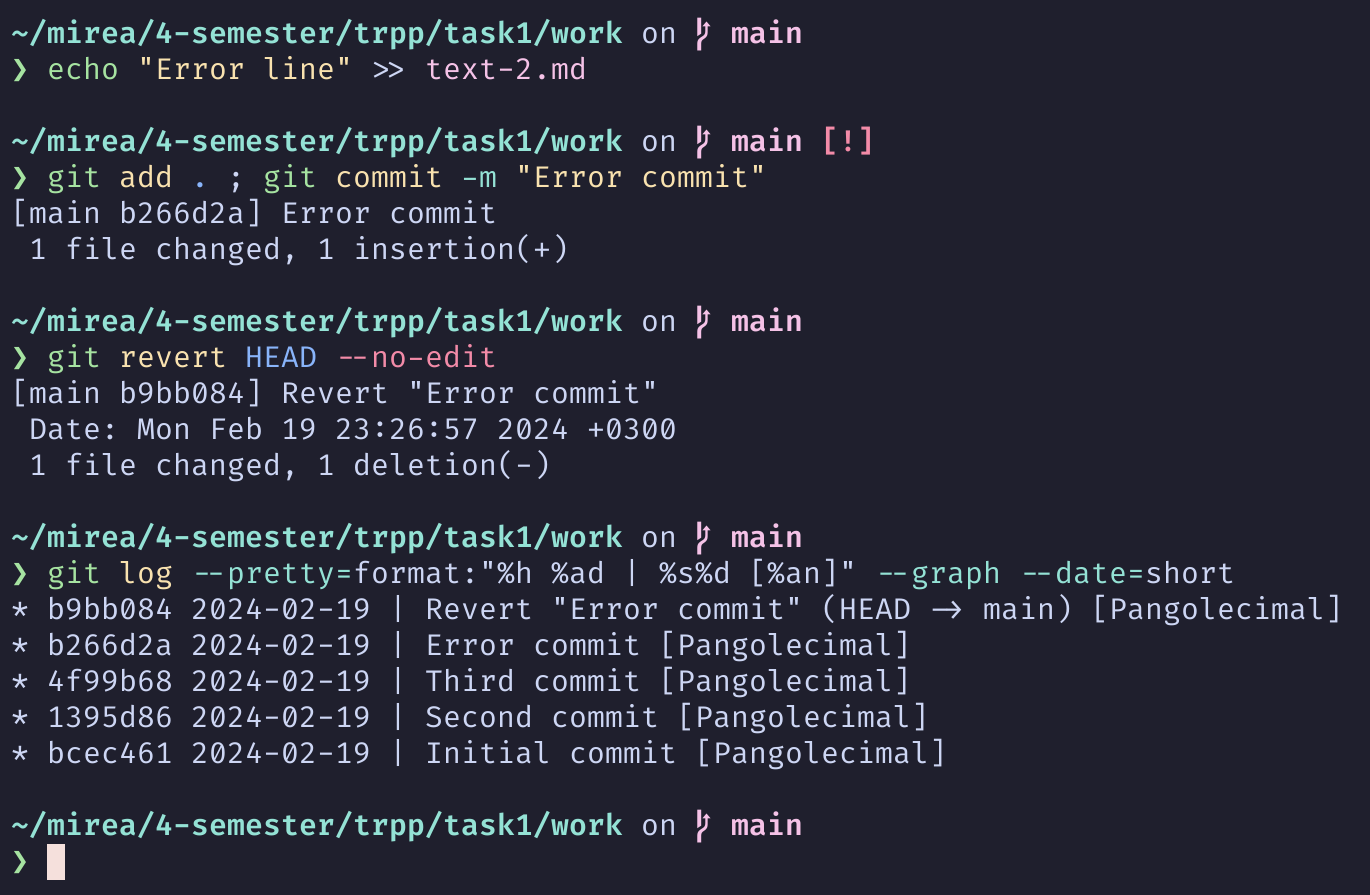 ~/mirea/4-semester/trpp/task1/work on main
❯ echo "Error line" >> text-2.md
~/mirea/4-semester/trpp/task1/work on main [!]
❯ git add . ; git commit -m "Error commit"
[main b266d2a] Error commit
 1 file changed, 1 insertion(+)
~/mirea/4-semester/trpp/task1/work on main
❯ git revert HEAD --no-edit
[main b9bb084] Revert "Error commit"
 Date: Mon Feb 19 23:26:57 2024 +0300
 1 file changed, 1 deletion(-)
~/mirea/4-semester/trpp/task1/work on main
❯ git log --pretty=format:"%h %ad | %s%d [%an]" --graph --date=short
* b9bb084 2024-02-19 | Revert "Error commit" (HEAD -> main) [Pangolecimal]
* b266d2a 2024-02-19 | Error commit [Pangolecimal]
* 4f99b68 2024-02-19 | Third commit [Pangolecimal]
* 1395d86 2024-02-19 | Second commit [Pangolecimal]
* bcec461 2024-02-19 | Initial commit [Pangolecimal]
~/mirea/4-semester/trpp/task1/work on main
❯